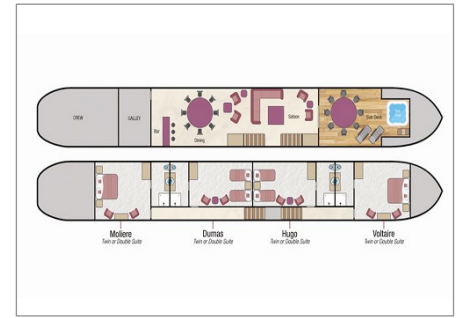 CREW
GALLEY
Bar
Dining
Saloon
Sun Deck
Moliere
Twin or Double Suite
Dumas
Twin or Double Suite
Hugo
Twin or Double Suite
Voltaire
Twin or Double Suite